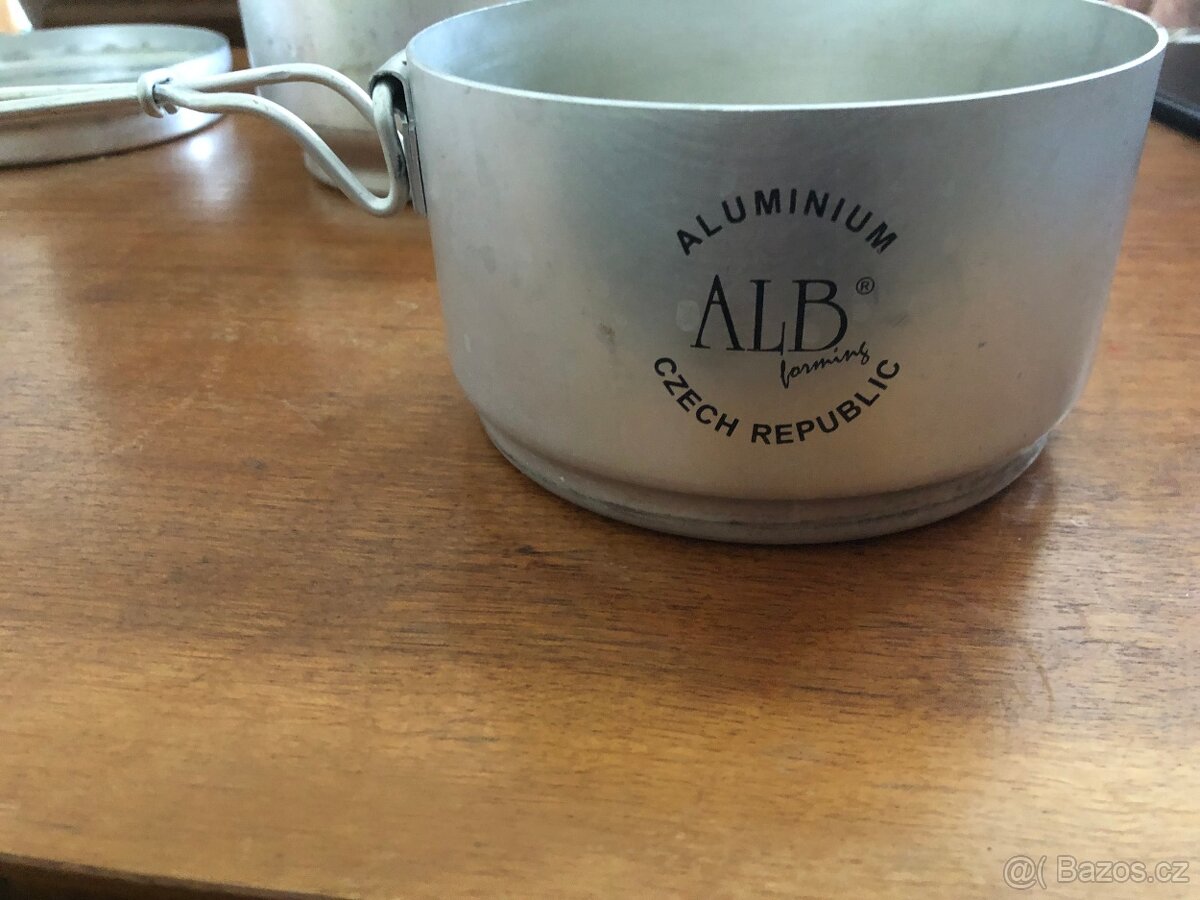 ALUMINIUM
ALB®
forming
CZECH REPUBLIC
@( Bazos.cz